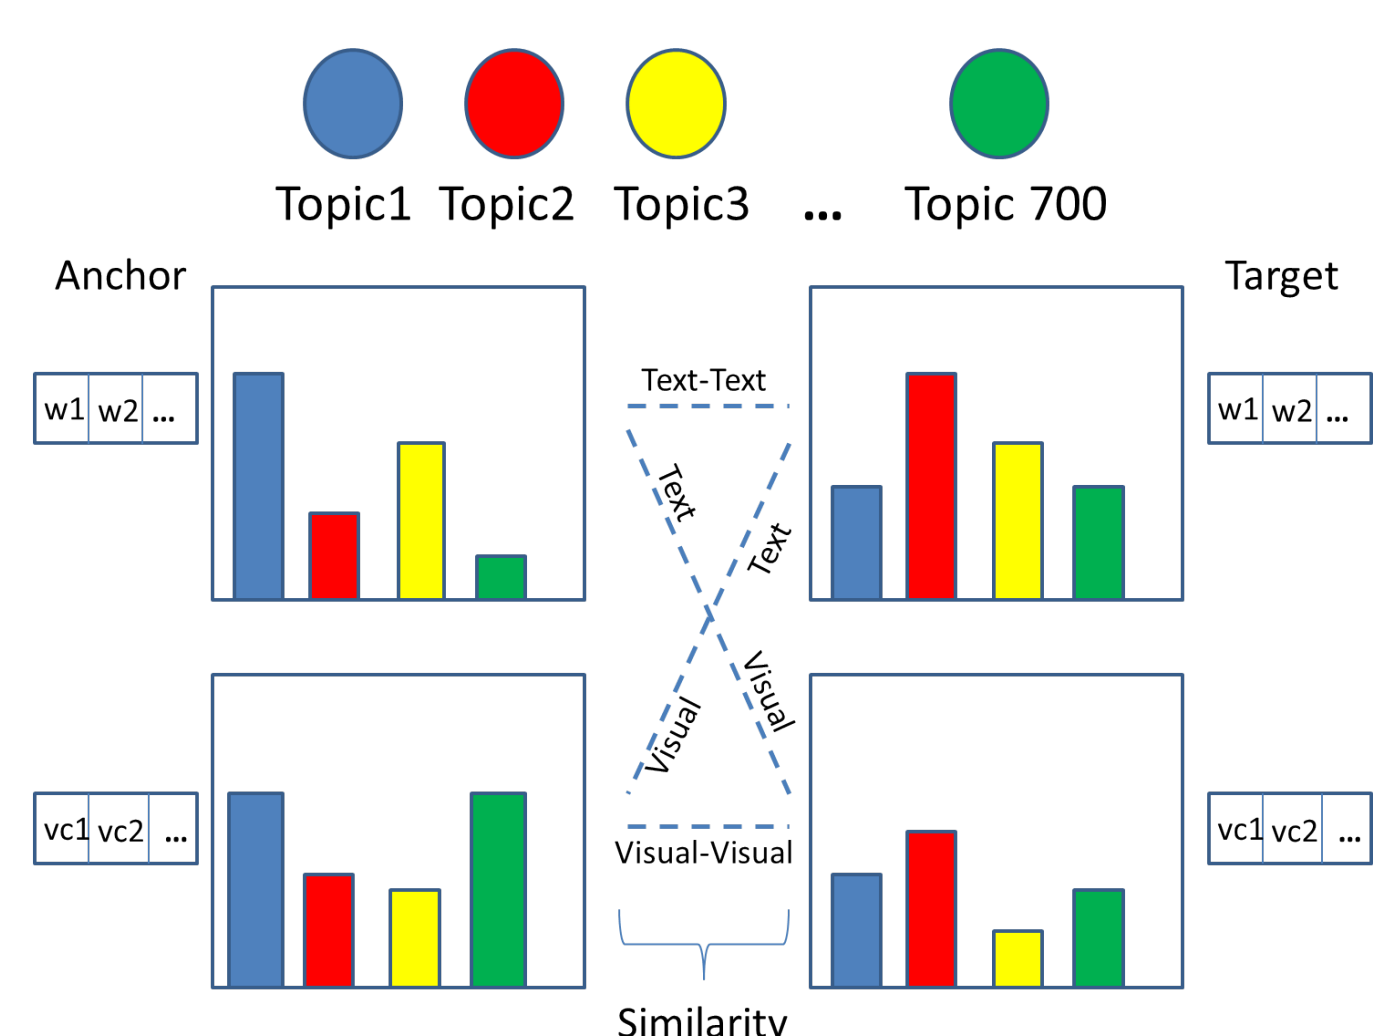 Topic1 Topic2 Topic3 ... Topic 700
Anchor Target
Text-Text
w1 w2 ... w1 w2 ...
Text Text
Visual Visual
vc1 vc2 ... vc1 vc2 ...
Visual-Visual
Similarity